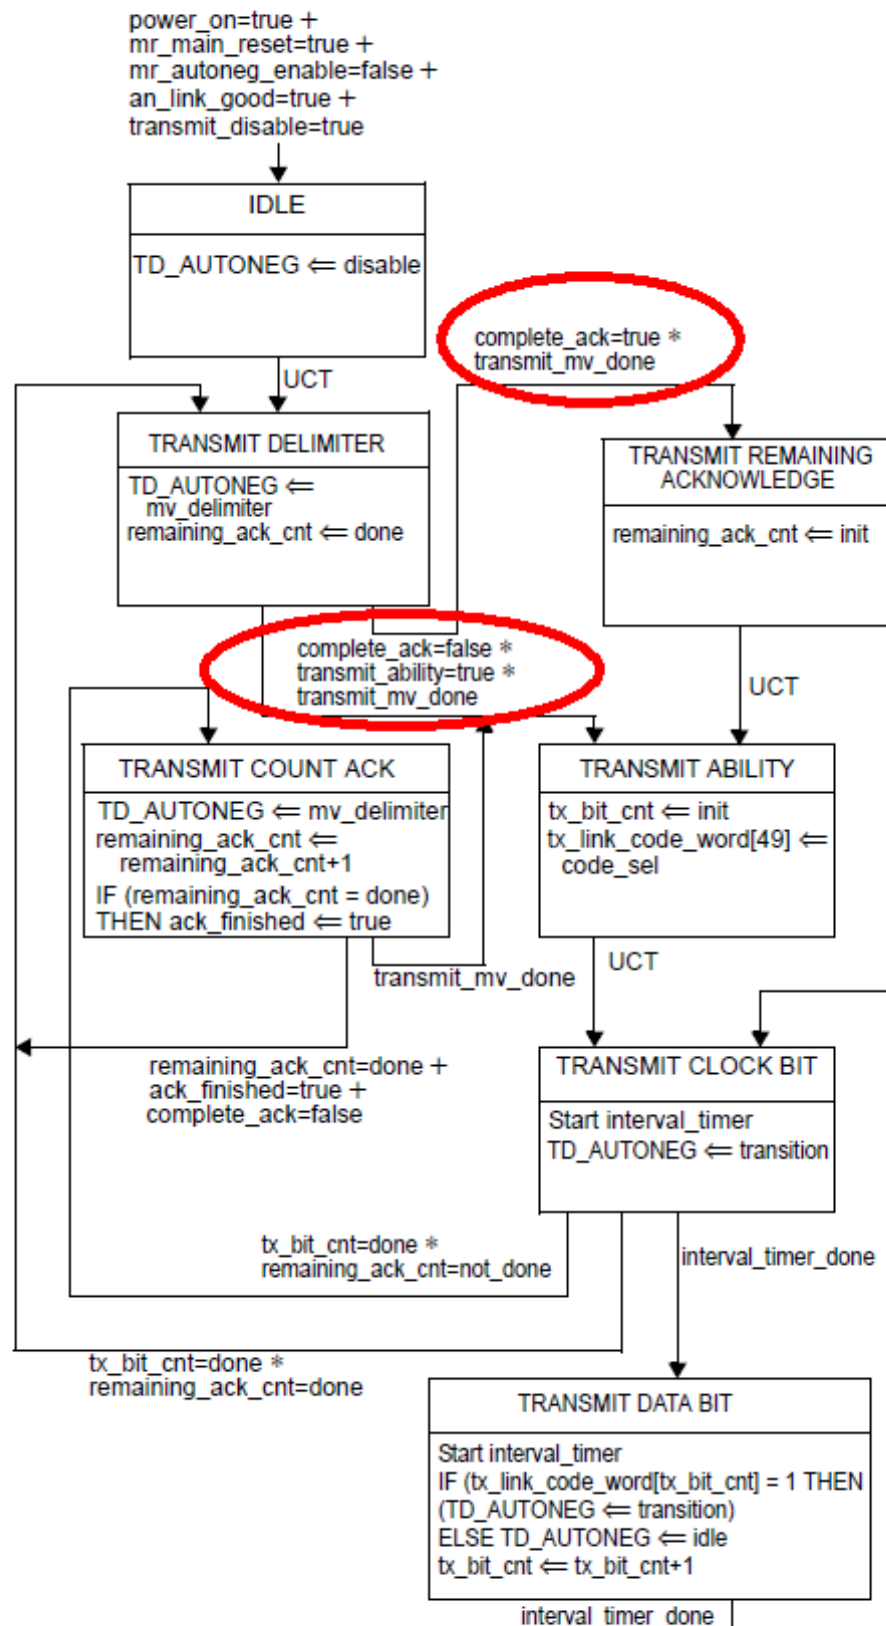 power_on=true +
mr_main_reset=true +
mr_autoneg_enable=false +
an_link_good=true +
transmit_disable=true
IDLE
TD_AUTONEG ⇐ disable
complete_ack=true *
transmit_mv_done
UCT
TRANSMIT DELIMITER
TD_AUTONEG ⇐
mv_delimiter
remaining_ack_cnt ⇐ done
TRANSMIT REMAINING
ACKNOWLEDGE
remaining_ack_cnt ⇐ init
complete_ack=false *
transmit_ability=true *
transmit_mv_done
UCT
TRANSMIT COUNT ACK
TD_AUTONEG ⇐ mv_delimiter
remaining_ack_cnt ⇐
remaining_ack_cnt+1
IF (remaining_ack_cnt = done)
THEN ack_finished ⇐ true
TRANSMIT ABILITY
tx_bit_cnt ⇐ init
tx_link_code_word[49] ⇐
code_sel
transmit_mv_done
UCT
remaining_ack_cnt=done +
ack_finished=true +
complete_ack=false
TRANSMIT CLOCK BIT
Start interval_timer
TD_AUTONEG ⇐ transition
tx_bit_cnt=done *
remaining_ack_cnt=not_done
interval_timer_done
tx_bit_cnt=done *
remaining_ack_cnt=done
TRANSMIT DATA BIT
Start interval_timer
IF (tx_link_code_word[tx_bit_cnt] = 1 THEN
(TD_AUTONEG ⇐ transition)
ELSE TD_AUTONEG ⇐ idle
tx_bit_cnt ⇐ tx_bit_cnt+1
interval_timer_done